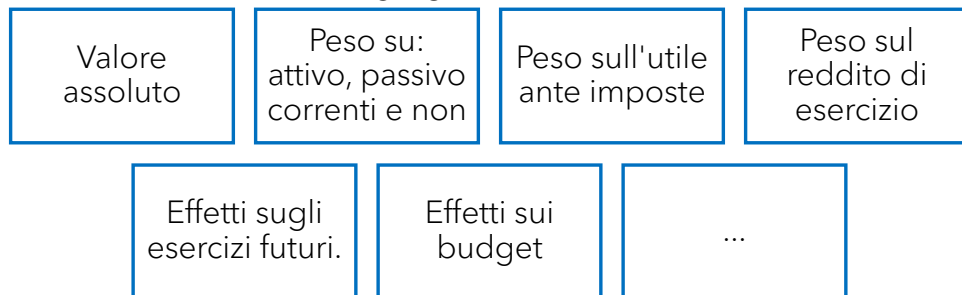 Valore
assoluto
Peso su:
attivo, passivo
correnti e non
Peso sull'utile
ante imposte
Peso sul
reddito di
esercizio
Effetti sugli
esercizi futuri.
Effetti sui
budget
...